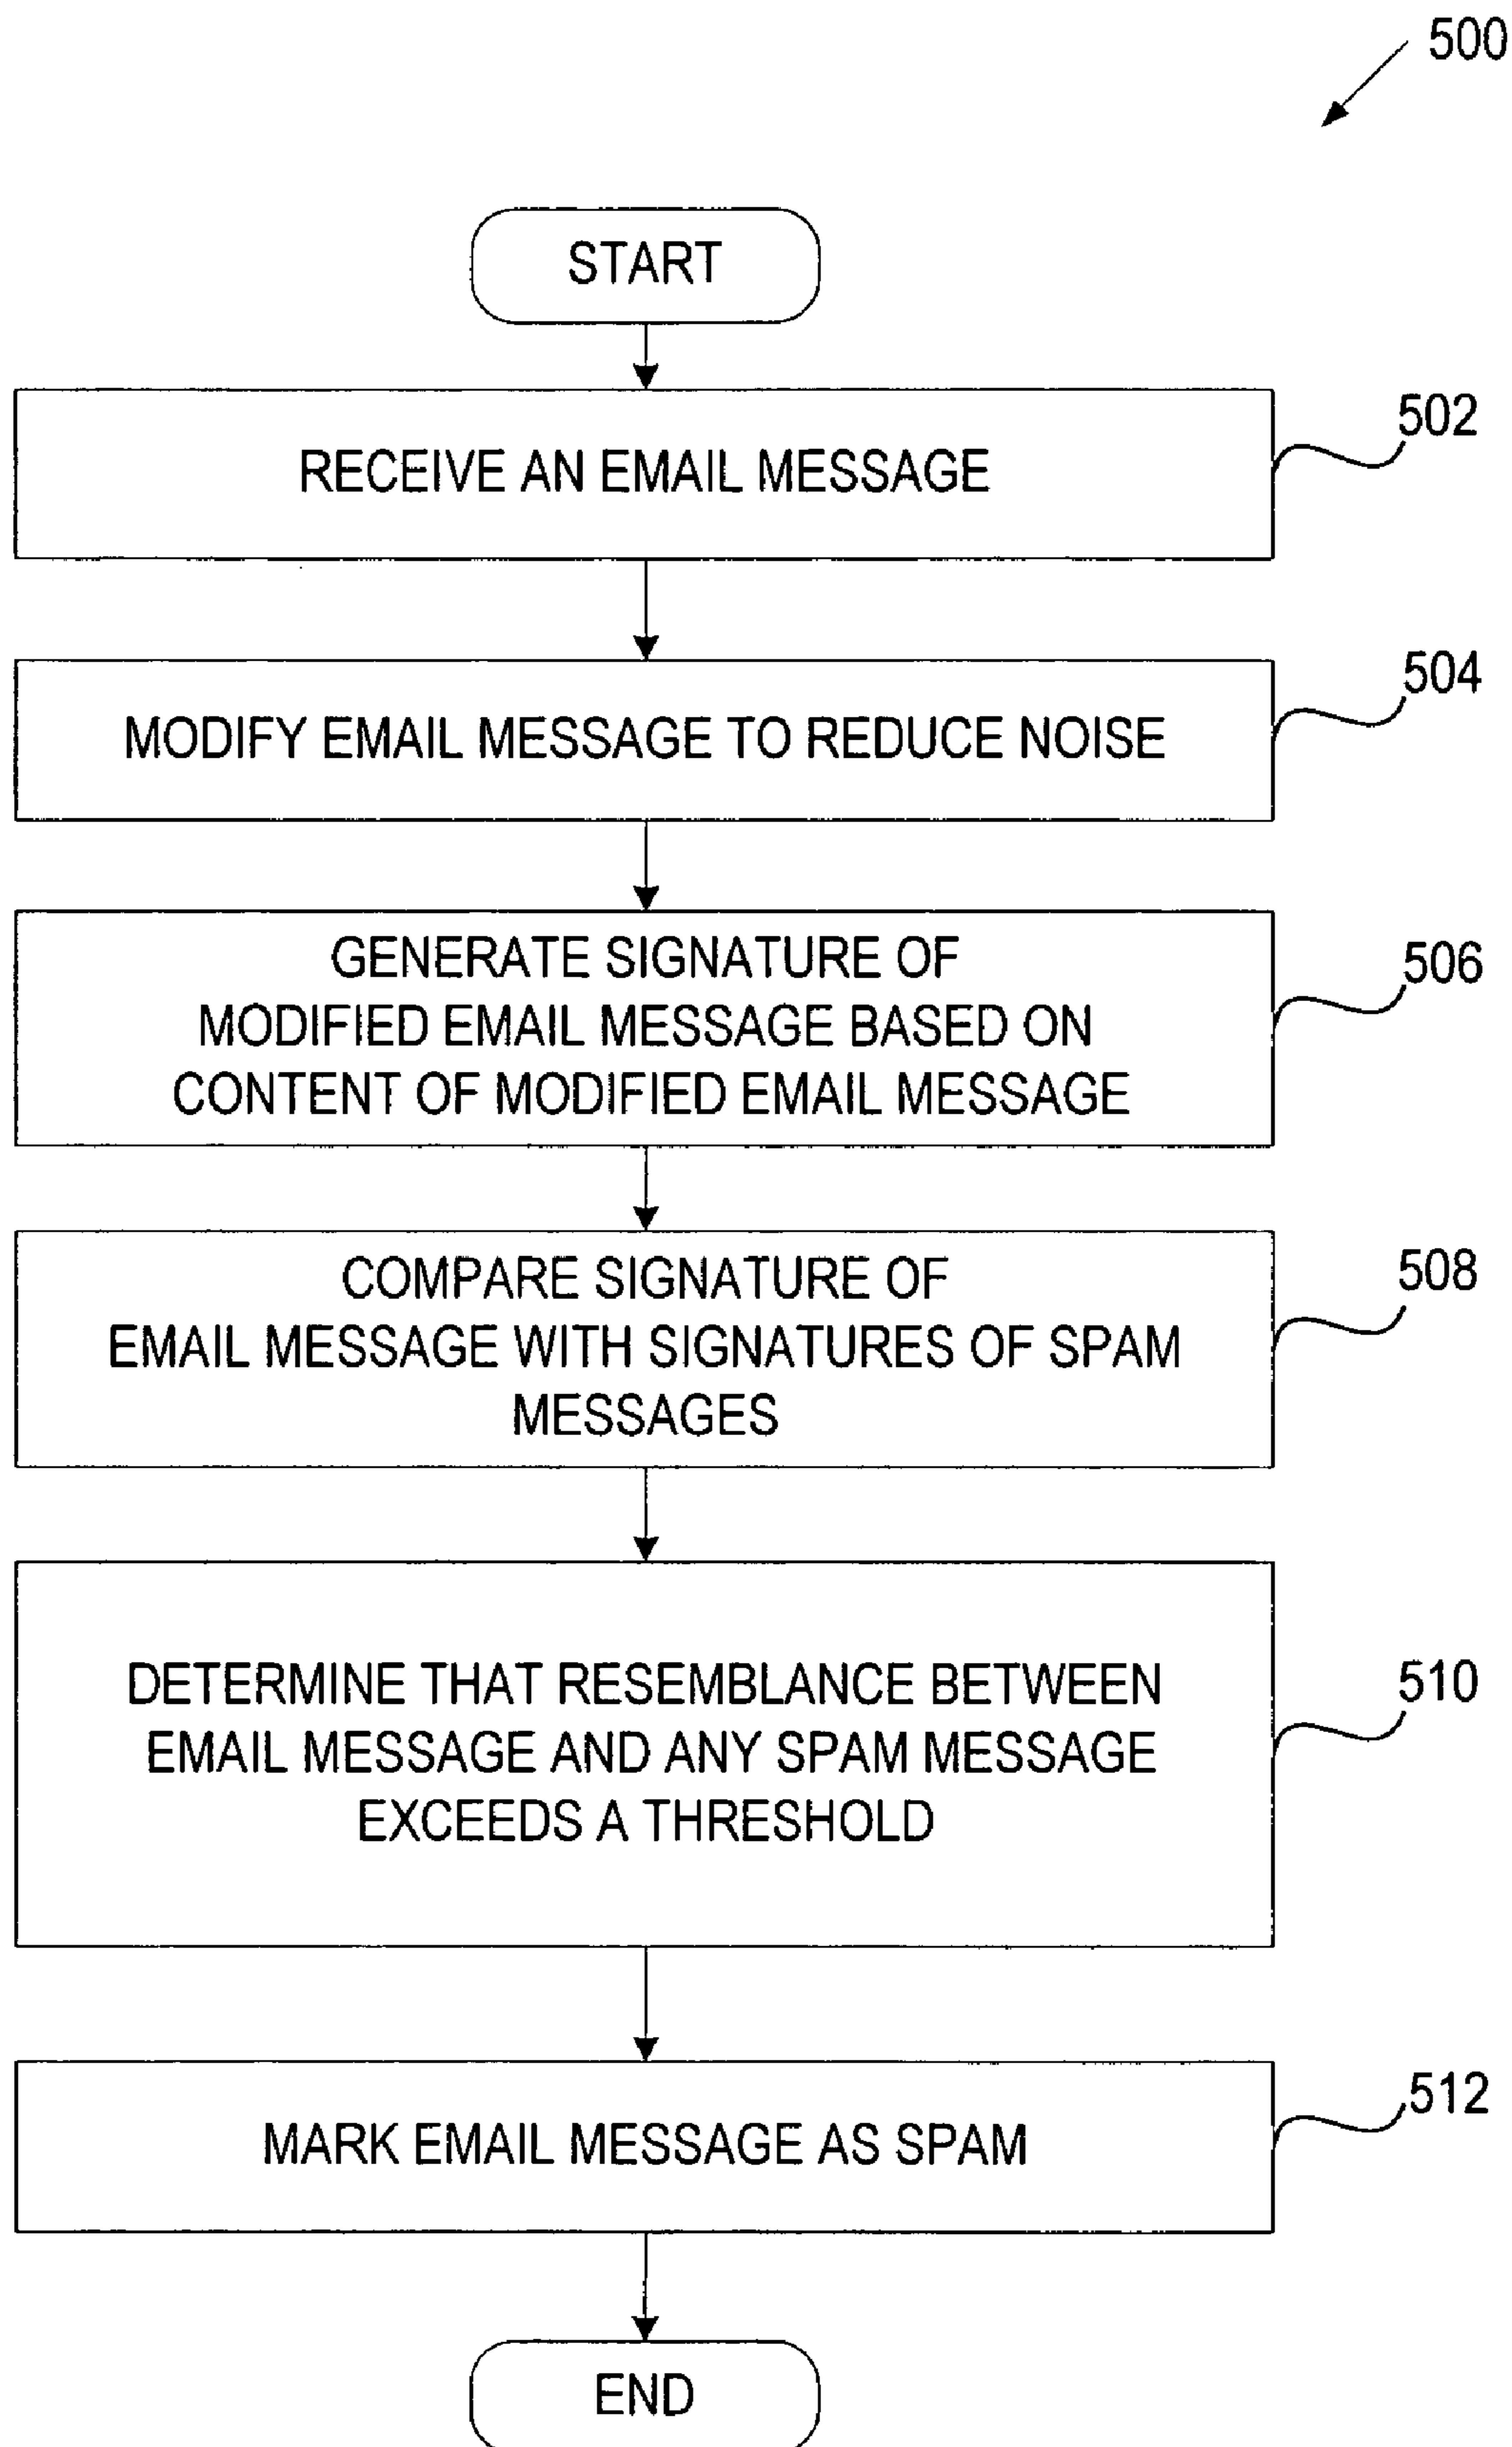 500
START
RECEIVE AN EMAIL MESSAGE
502
MODIFY EMAIL MESSAGE TO REDUCE NOISE
504
GENERATE SIGNATURE OF
MODIFIED EMAIL MESSAGE BASED ON
CONTENT OF MODIFIED EMAIL MESSAGE
506
COMPARE SIGNATURE OF
EMAIL MESSAGE WITH SIGNATURES OF SPAM
MESSAGES
508
DETERMINE THAT RESEMBLANCE BETWEEN
EMAIL MESSAGE AND ANY SPAM MESSAGE
EXCEEDS A THRESHOLD
510
MARK EMAIL MESSAGE AS SPAM
512
END